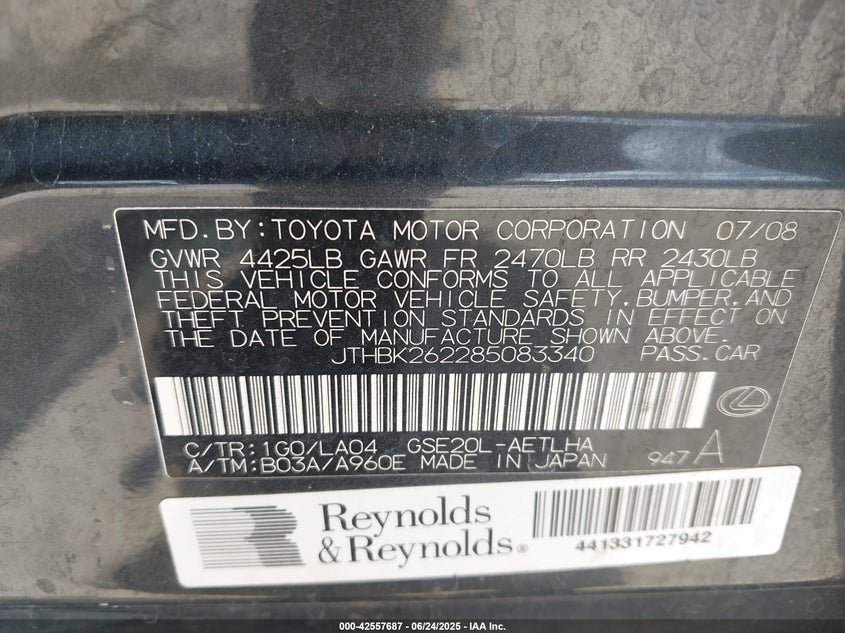 MFD. BY: TOYOTA MOTOR CORPORATION 07/08
GVWR 4425LB GAWR FR 2470LB RR 2430LB
THIS VEHICLE CONFORMS TO ALL APPLICABLE
FEDERAL MOTOR VEHICLE SAFETY, BUMPER, AND
THEFT PREVENTION STANDARDS IN EFFECT ON
THE DATE OF MANUFACTURE SHOWN ABOVE.
JTHBK262285083340 PASS. CAR
C/TR: 1G0/LA04 GSE20L-AETLHA
A/TM: B03A/A960E MADE IN JAPAN 947 A
Reynolds
& Reynolds®
441331727942
000-42557687 - 06/24/2025 - IAA Inc.